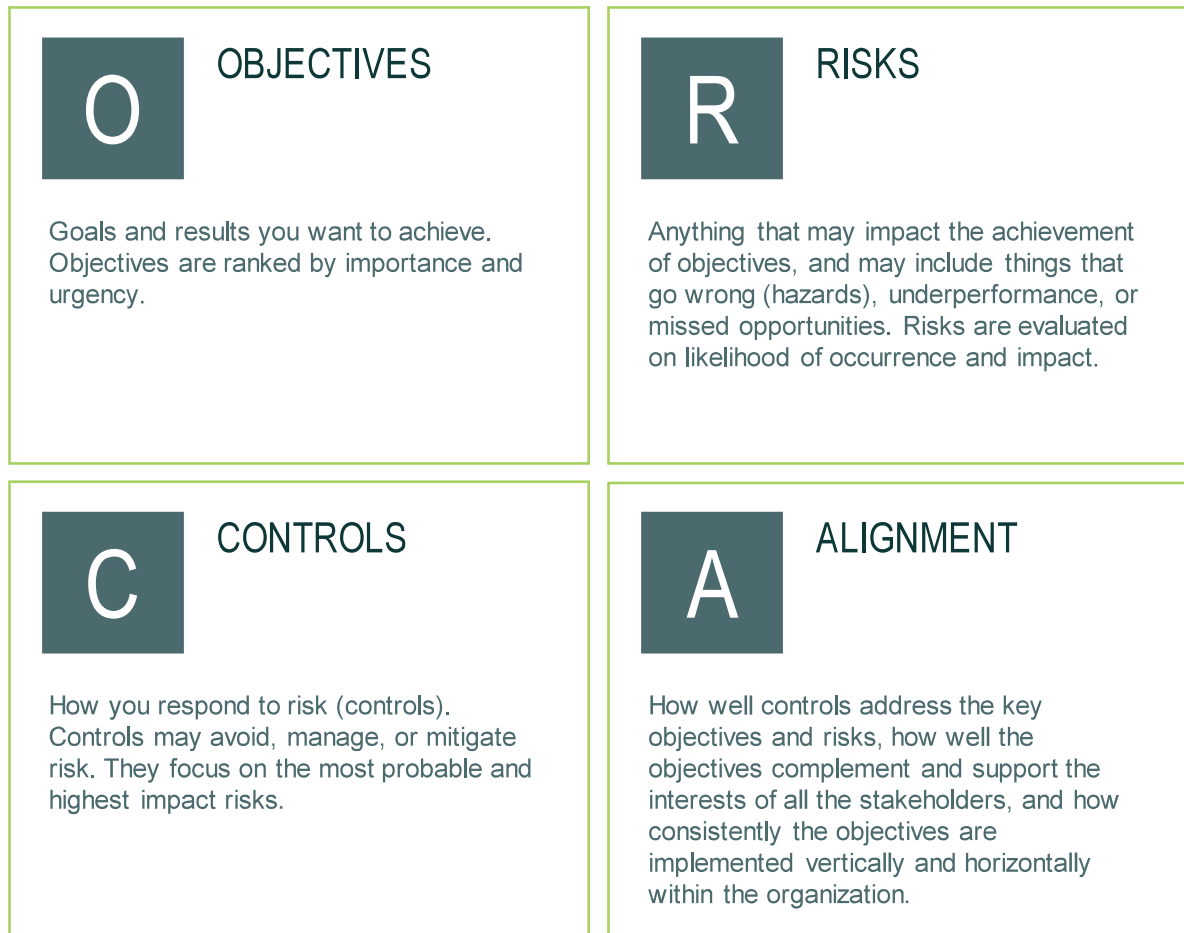 O
OBJECTIVES
Goals and results you want to achieve.
Objectives are ranked by importance and
urgency.
R
RISKS
Anything that may impact the achievement
of objectives, and may include things that
go wrong (hazards), underperformance, or
missed opportunities. Risks are evaluated
on likelihood of occurrence and impact.
C
CONTROLS
How you respond to risk (controls).
Controls may avoid, manage, or mitigate
risk. They focus on the most probable and
highest impact risks.
A
ALIGNMENT
How well controls address the key
objectives and risks, how well the
objectives complement and support the
interests of all the stakeholders, and how
consistently the objectives are
implemented vertically and horizontally
within the organization.